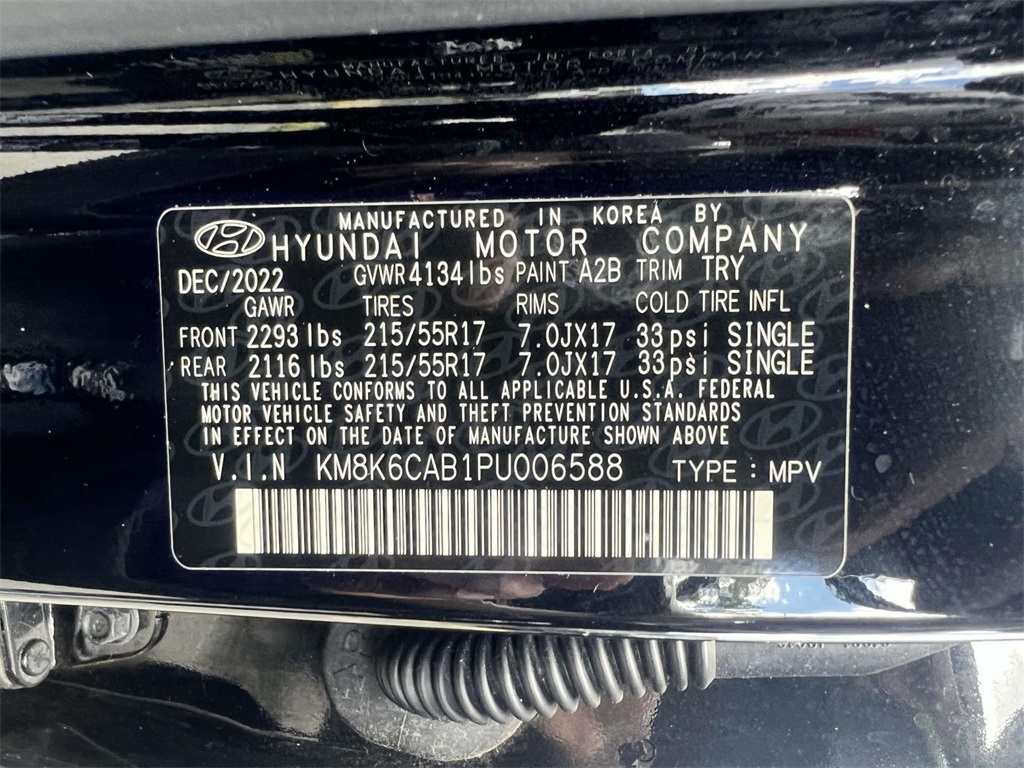 MANUFACTURED IN KOREA BY
HYUNDAI MOTOR COMPANY
DEC/2022 GVWR 4134 lbs PAINT A2B TRIM TRY
GAWR TIRES RIMS COLD TIRE INFL
FRONT 2293 lbs 215/55R17 7.0JX17 33 psi SINGLE
REAR 2116 lbs 215/55R17 7.0JX17 33 psi SINGLE
THIS VEHICLE CONFORMS TO ALL APPLICABLE U.S.A. FEDERAL
MOTOR VEHICLE SAFETY AND THEFT PREVENTION STANDARDS
IN EFFECT ON THE DATE OF MANUFACTURE SHOWN ABOVE
V.I.N KM8K6CAB1PU006588 TYPE : MPV